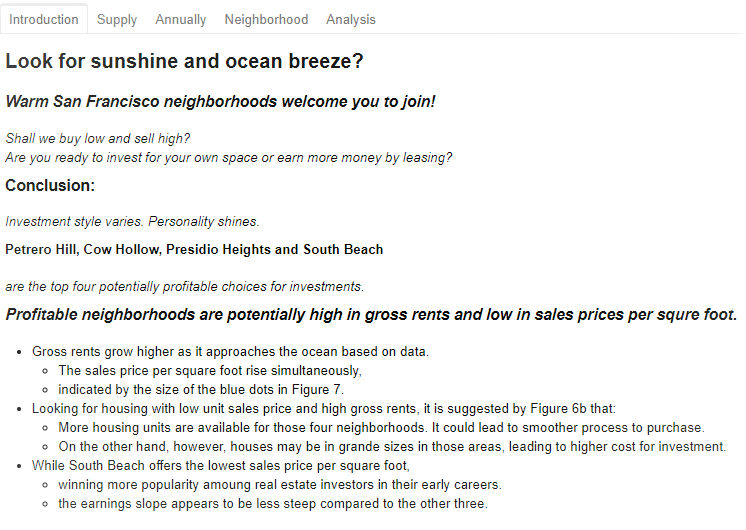 Introduction Supply Annually Neighborhood Analysis
Look for sunshine and ocean breeze?
Warm San Francisco neighborhoods welcome you to join!
Shall we buy low and sell high?
Are you ready to invest for your own space or earn more money by leasing?
Conclusion:
Investment style varies. Personality shines.
Petrero Hill, Cow Hollow, Presidio Heights and South Beach
are the top four potentially profitable choices for investments.
Profitable neighborhoods are potentially high in gross rents and low in sales prices per squre foot.
Gross rents grow higher as it approaches the ocean based on data.
The sales price per square foot rise simultaneously,
indicated by the size of the blue dots in Figure 7.
Looking for housing with low unit sales price and high gross rents, it is suggested by Figure 6b that:
More housing units are available for those four neighborhoods. It could lead to smoother process to purchase.
On the other hand, however, houses may in grande sizes in those areas, leading to higher cost for investment.
While South Beach offers the lowest sales price per square foot,
winning more popularity amoung real estate investors in their early careers.
the earnings slope appears to be less steep compared to the other three.